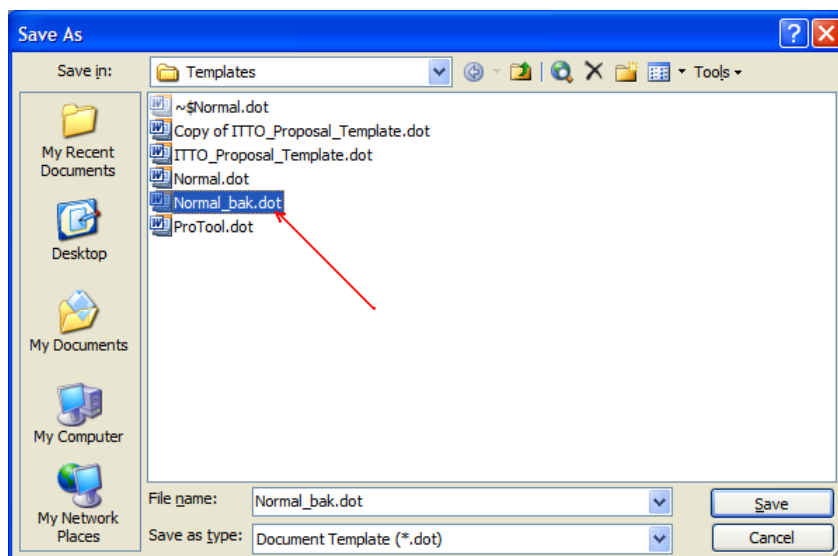 Save As
Save in:
Templates
Tools
~$Normal.dot
Copy of ITTO_Proposal_Template.dot
ITTO_Proposal_Template.dot
Normal.dot
Normal_bak.dot
ProTool.dot
My Recent
Documents
Desktop
My Documents
My Computer
My Network
Places
File name:
Normal_bak.dot
Save
Save as type:
Document Template (*.dot)
Cancel